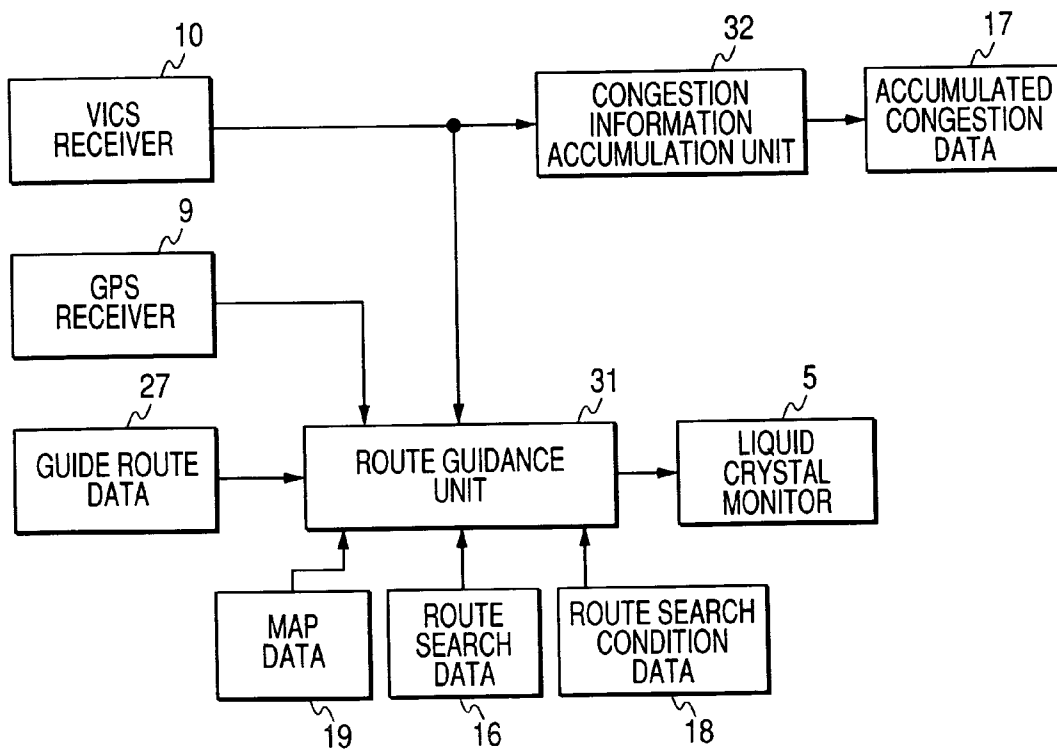 10
VICS
RECEIVER
32
CONGESTION
INFORMATION
ACCUMULATION UNIT
17
ACCUMULATED
CONGESTION
DATA
9
GPS
RECEIVER
27
GUIDE ROUTE
DATA
31
ROUTE GUIDANCE
UNIT
5
LIQUID
CRYSTAL
MONITOR
MAP
DATA
19
ROUTE
SEARCH
DATA
16
ROUTE SEARCH
CONDITION
DATA
18